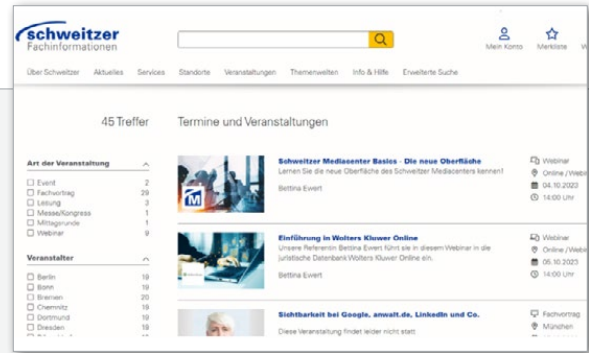 schweitzer
Fachinformationen
Mein Konto
Merkliste
Über Schweitzer Aktuelles Services Standorte Veranstaltungen Themenwelten Info & Hilfe Erweiterte Suche
45 Treffer
Termine und Veranstaltungen
Art der Veranstaltung
Event 2
Fachvortrag 29
Lesung 3
Messe/Kongress 1
Mittagsrunde 1
Webinar 9
Veranstalter
Berlin 19
Bonn 19
Bremen 20
Chemnitz 19
Dortmund 19
Dresden 19
Schweitzer Mediacenter Basics - Die neue Oberfläche
Lernen Sie die neue Oberfläche des Schweitzer Mediacenters kennen!
Bettina Ewert
Webinar
Online /
04.10.2023
14:00 Uhr
M
Einführung in Wolters Kluwer Online
Unsere Referentin Bettina Ewert führt sie in diesem Webinar in die
juristische Datenbank Wolters Kluwer Online ein.
Bettina Ewert
Webinar
Online /
05.10.2023
14:00 Uhr
Sichtbarkeit bei Google, anwalt.de, LinkedIn und Co.
Diese Veranstaltung findet leider nicht statt
Fachvortrag
München